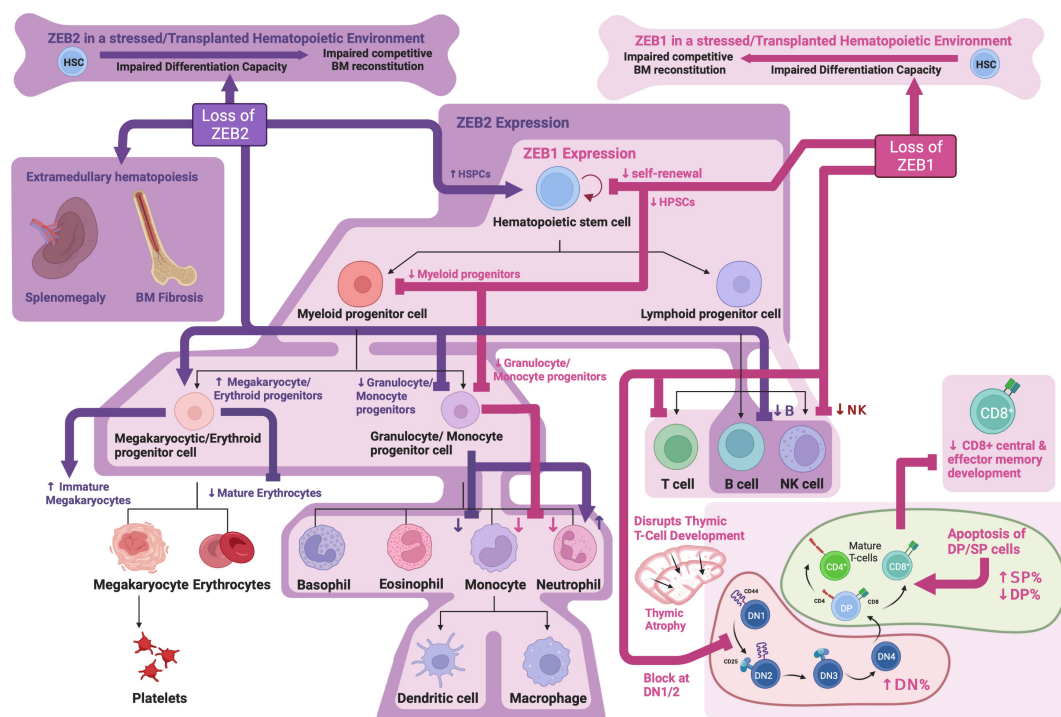 ZEB2 in a stressed/Transplanted Hematopoietic Environment
HSC
Impaired Differentiation Capacity
Impaired competitive
BM reconstitution
ZEB1 in a stressed/Transplanted Hematopoietic Environment
Impaired competitive
BM reconstitution
Impaired Differentiation Capacity
HSC
Loss of
ZEB2
Loss of
ZEB1
ZEB2 Expression
ZEB1 Expression
Extramedullary hematopoiesis
Splenomegaly
BM Fibrosis
↑ HSPCs
↓ self-renewal
↓ HPSCs
Hematopoietic stem cell
↓ Myeloid progenitors
Myeloid progenitor cell
Lymphoid progenitor cell
↑ Megakaryocyte/
Erythroid progenitors
↓ Granulocyte/
Monocyte
progenitors
↓ Granulocyte/
Monocyte progenitors
Megakaryocytic/Erythroid
progenitor cell
Granulocyte/ Monocyte
progenitor cell
↓ B
↓ NK
T cell
B cell
NK cell
↑ Immature
Megakaryocytes
↓ Mature Erythrocytes
↓
↓
↓
↑
Megakaryocyte
Erythrocytes
Basophil
Eosinophil
Monocyte
Neutrophil
Platelets
Dendritic cell
Macrophage
CD8⁺
↓ CD8+ central &
effector memory
development
Disrupts Thymic
T-Cell Development
Thymic
Atrophy
Block at
DN1/2
Mature
T-cells
CD4⁺
CD8⁺
CD4
DP
CD8
Apoptosis of
DP/SP cells
↑ SP%
↓ DP%
CD44
DN1
CD25
DN2
DN3
DN4
↑ DN%